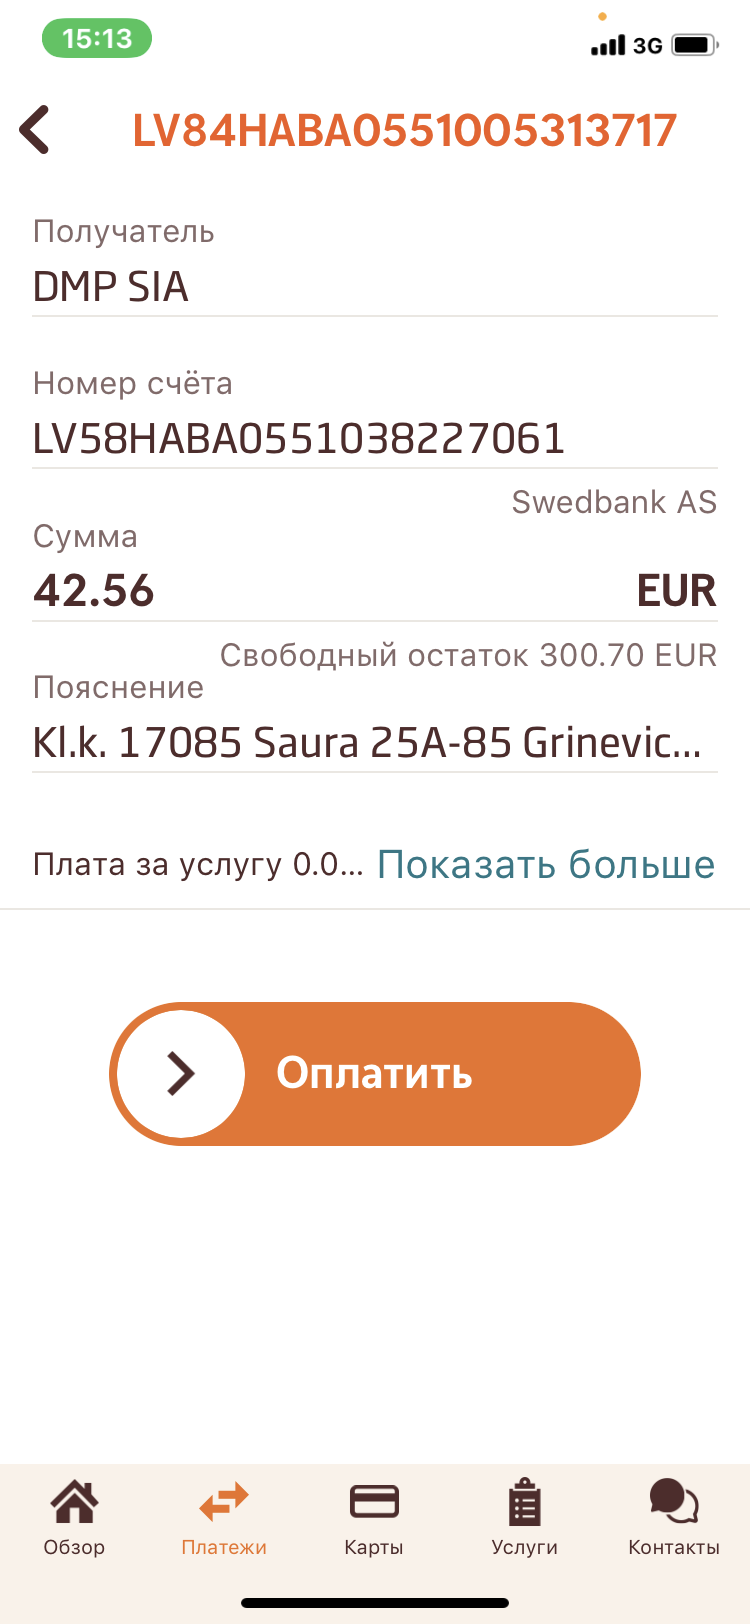 15:13
3G
LV84HABA0551005313717
Получатель
DMP SIA
Номер счёта
LV58HABA0551038227061
Swedbank AS
Сумма
42.56 EUR
Свободный остаток 300.70 EUR
Пояснение
Kl.k. 17085 Saura 25A-85 Grinevic...
Плата за услугу 0.0... Показать больше
Оплатить
Обзор Платежи Карты Услуги Контакты